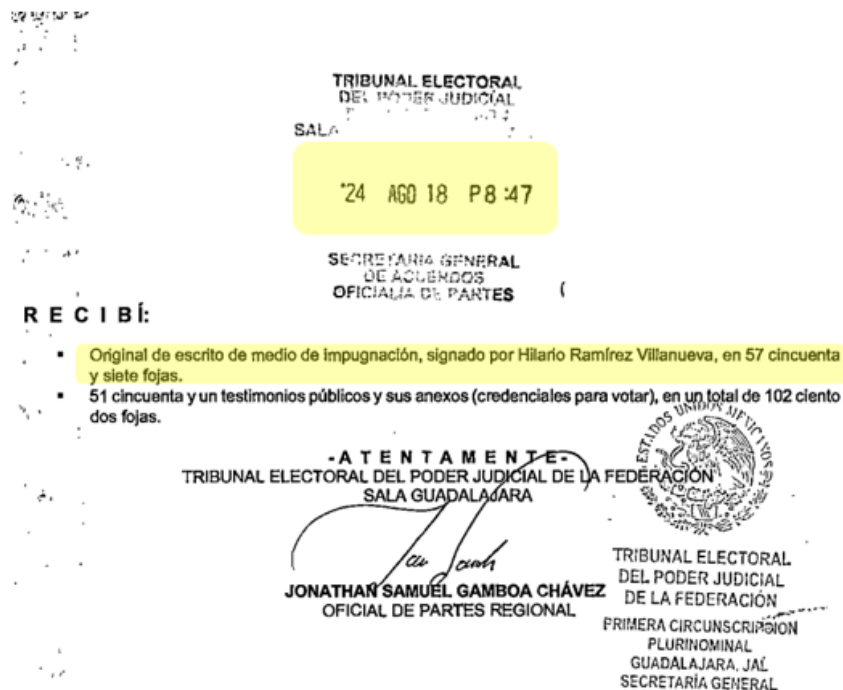 TRIBUNAL ELECTORAL
DEL PODER JUDICIAL
SALA
'24 AGO 18 P8:47
SECRETARIA GENERAL
DE ACUERDOS
OFICIALIA DE PARTES
R E C I B Í:
▪ Original de escrito de medio de impugnación, signado por Hilario Ramírez Villanueva, en 57 cincuenta
y siete fojas.
▪ 51 cincuenta y un testimonios públicos y sus anexos (credenciales para votar), en un total de 102 ciento
dos fojas.
- A T E N T A M E N T E -
TRIBUNAL ELECTORAL DEL PODER JUDICIAL DE LA FEDERACIÓN
SALA GUADALAJARA
JONATHAN SAMUEL GAMBOA CHÁVEZ
OFICIAL DE PARTES REGIONAL
ESTADOS UNIDOS MEXICANOS
TRIBUNAL ELECTORAL
DEL PODER JUDICIAL
DE LA FEDERACIÓN
PRIMERA CIRCUNSCRIPCION
PLURINOMINAL
GUADALAJARA, JAL
SECRETARÍA GENERAL